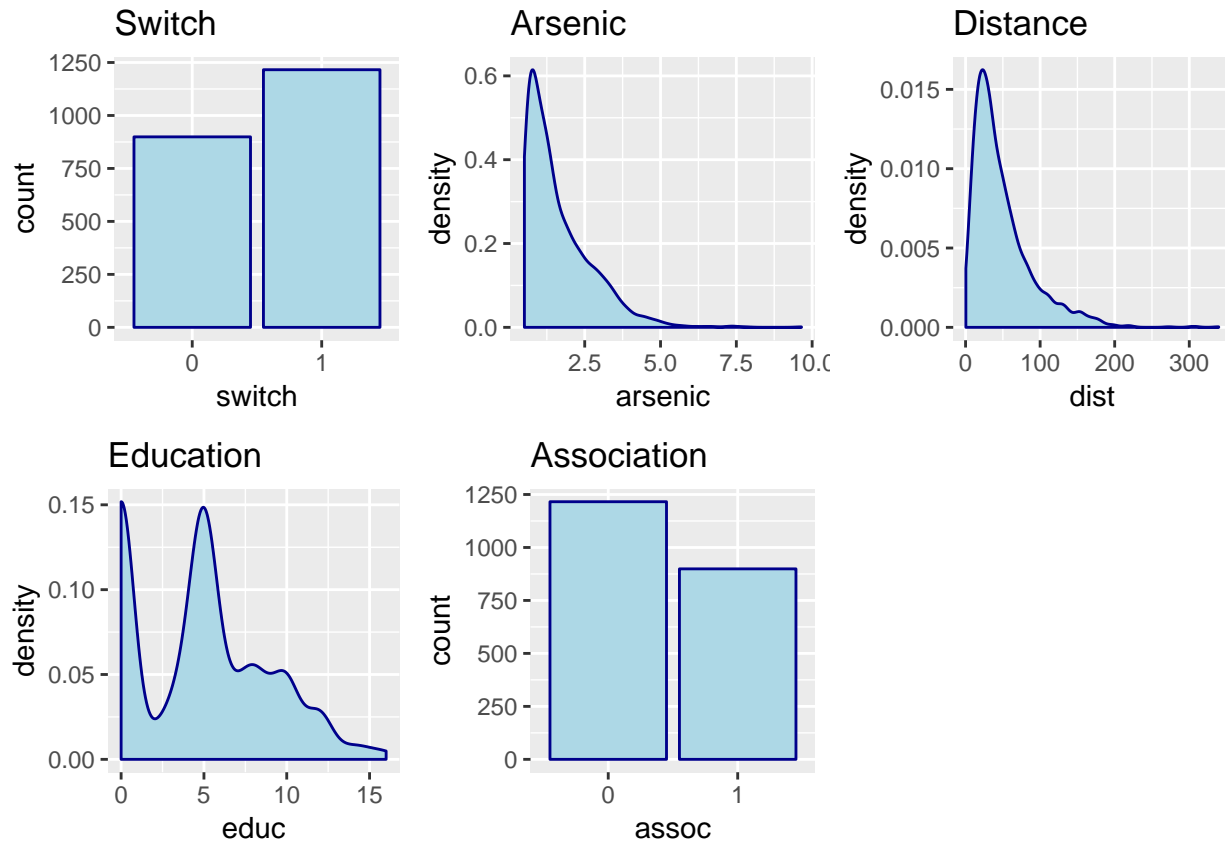 Switch
count
1250
1000
750
500
250
0
0 1
switch
Arsenic
density
0.6
0.4
0.2
0.0
2.5 5.0 7.5 10.0
arsenic
Distance
density
0.015
0.010
0.005
0.000
0 100 200 300
dist
Education
density
0.15
0.10
0.05
0.00
0 5 10 15
educ
Association
count
1250
1000
750
500
250
0
0 1
assoc